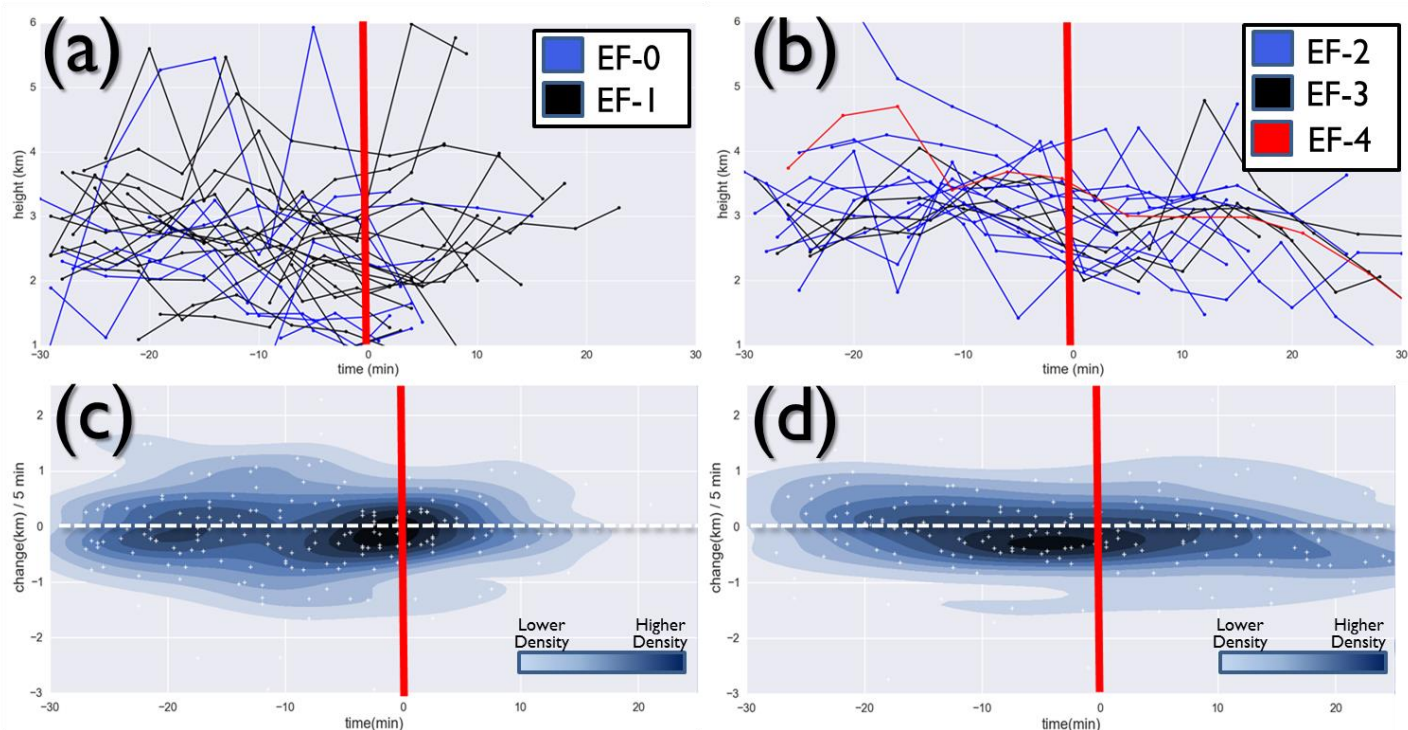 (a)
EF-0
EF-1
height (km)
6
5
4
3
2
1
−30
−20
−10
0
10
20
30
time (min)
(b)
EF-2
EF-3
EF-4
height (km)
6
5
4
3
2
1
−30
−20
−10
0
10
20
30
time (min)
(c)
change(km) / 5 min
2
1
0
−1
−2
−3
Lower Density
Higher Density
−30
−20
−10
0
10
20
time(min)
(d)
change(km) / 5 min
2
1
0
−1
−2
−3
Lower Density
Higher Density
−30
−20
−10
0
10
20
time(min)